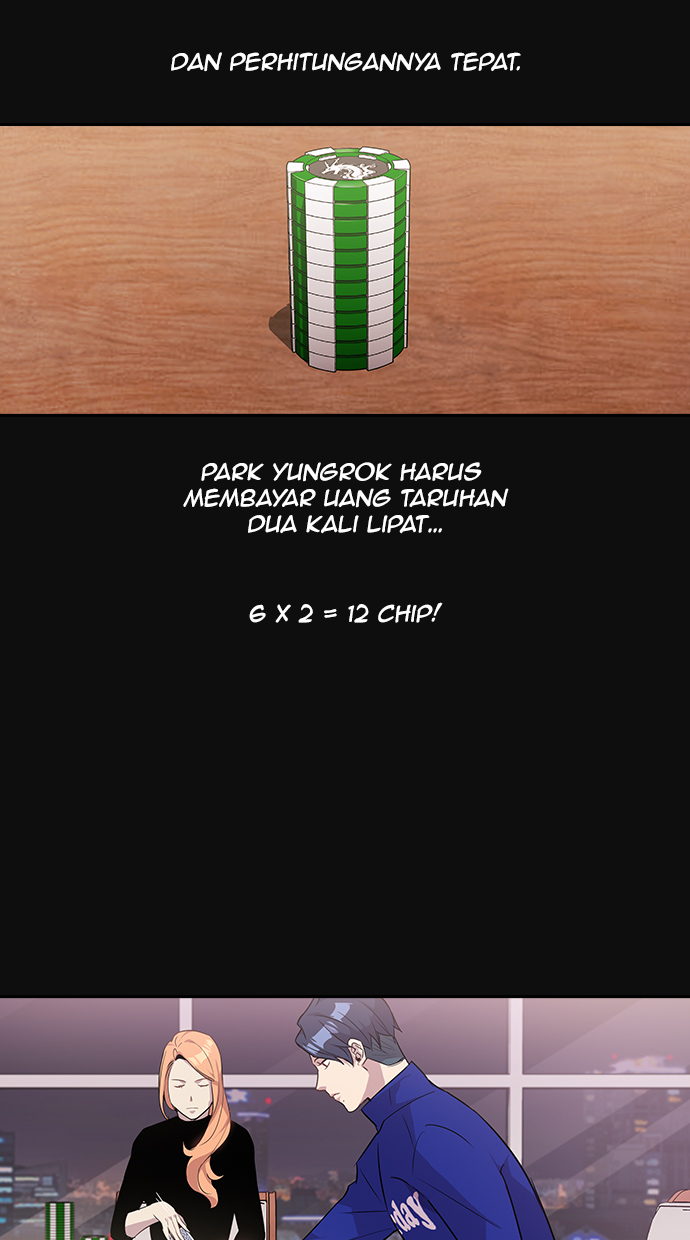 DAN PERHITUNGANNYA TEPAT.
PARK YUNGROK HARUS
MEMBAYAR UANG TARUHAN
DUA KALI LIPAT...
6 X 2 = 12 CHIP!
day